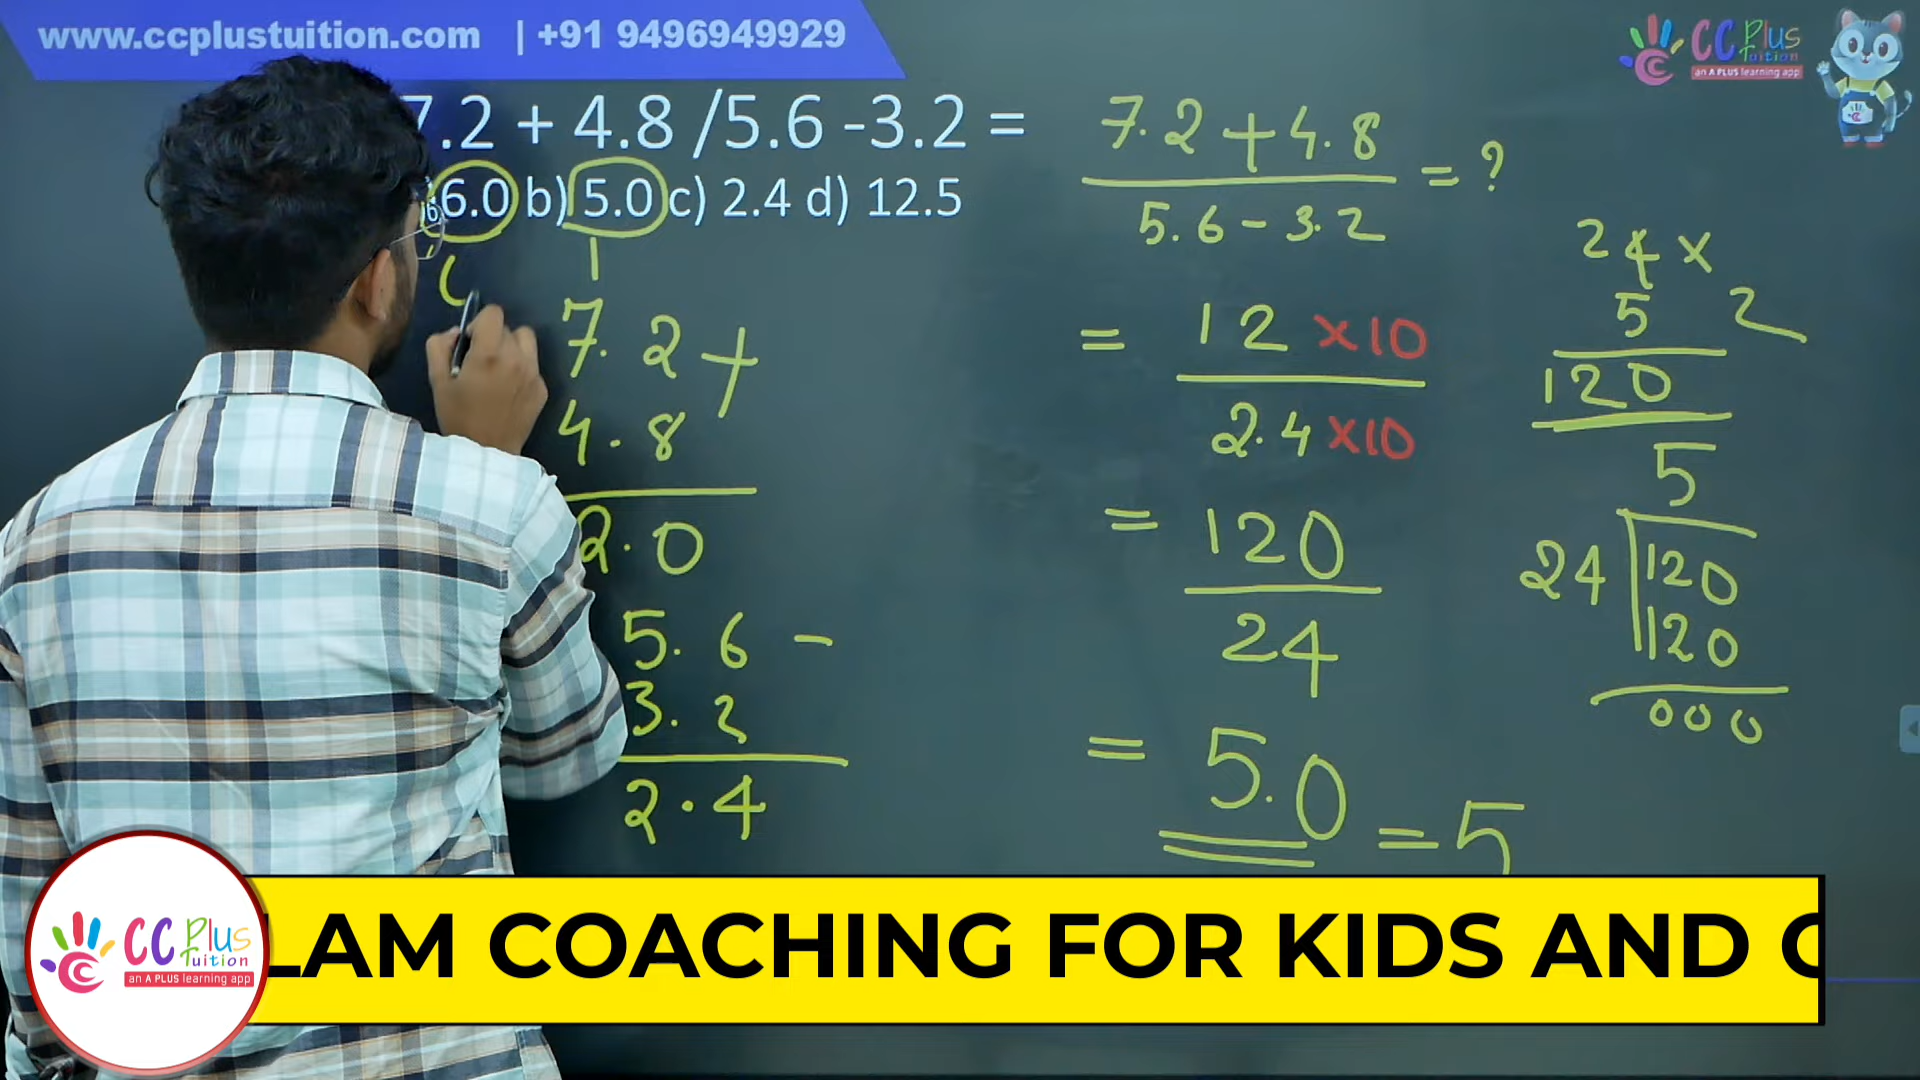 www.ccplustuition.com | +91 9496949929
CC Plus
Tuition
an A PLUS learning app
7.2 + 4.8 /5.6 -3.2 =
6.0 b) 5.0 c) 2.4 d) 12.5
7.2 +
4.8
2.0
5.6 -
3.2
2.4
7.2 + 4.8
5.6 - 3.2
= ?
= 12 ×10
2.4 ×10
= 120
24
= 5.0 = 5
24 ×
5
2
120
5
24 120
120
000
CC Plus
Tuition
an A PLUS learning app
LAM COACHING FOR KIDS AND